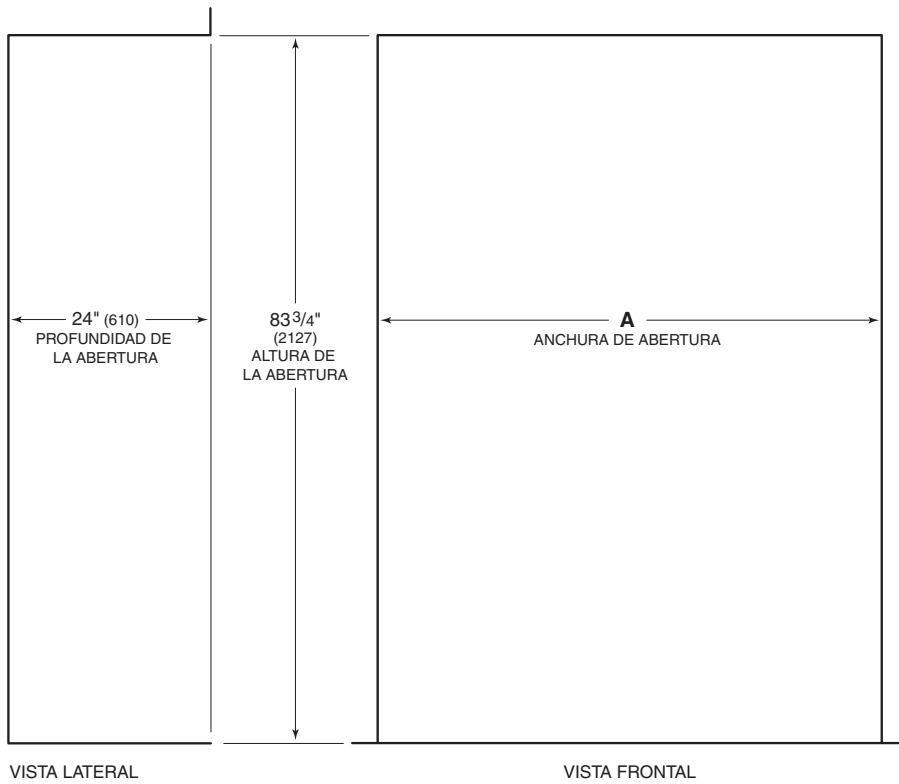 24" (610)
PROFUNDIDAD DE
LA ABERTURA
83 3/4"
(2127)
ALTURA DE
LA ABERTURA
A
ANCHURA DE ABERTURA
VISTA LATERAL
VISTA FRONTAL